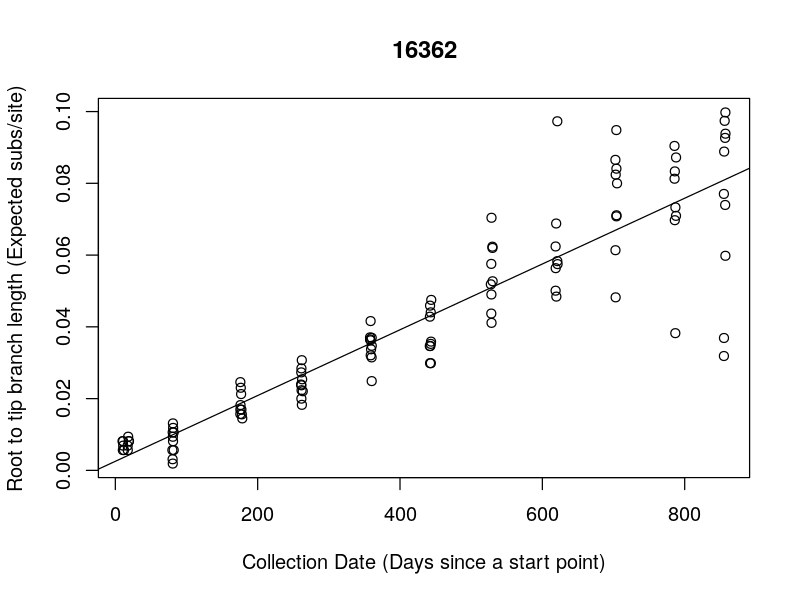 16362
Root to tip branch length (Expected subs/site)
0.10
0.08
0.06
0.04
0.02
0.00
0 200 400 600 800
Collection Date (Days since a start point)